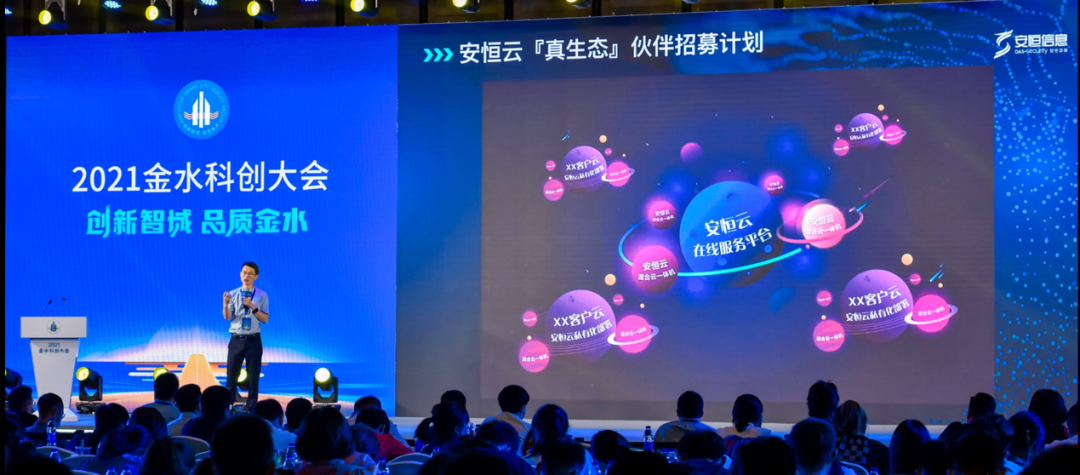 2021金水科创大会
创新智城 品质金水
2021
金水科创大会
安恒云『真生态』伙伴招募计划
安恒信息
DAS-Security
XX客户云
安恒云私有化部署
安恒云
在线服务平台
安恒云
混合云一体机
XX客户云
安恒云私有化部署
混合云一体机
XX客户云
安恒云私有化部署
混合云一体机
XX客户云
安恒云私有化部署